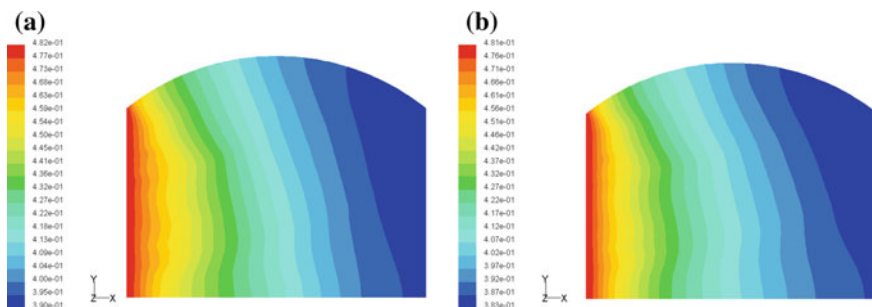 (a)
4.82e-01
4.77e-01
4.73e-01
4.68e-01
4.63e-01
4.59e-01
4.54e-01
4.50e-01
4.45e-01
4.41e-01
4.36e-01
4.32e-01
4.27e-01
4.22e-01
4.18e-01
4.13e-01
4.09e-01
4.04e-01
4.00e-01
3.95e-01
3.90e-01
Y
Z X
(b)
4.81e-01
4.76e-01
4.71e-01
4.66e-01
4.61e-01
4.56e-01
4.51e-01
4.46e-01
4.42e-01
4.37e-01
4.32e-01
4.27e-01
4.22e-01
4.17e-01
4.12e-01
4.07e-01
4.02e-01
3.97e-01
3.92e-01
3.87e-01
3.83e-01
Y
Z X